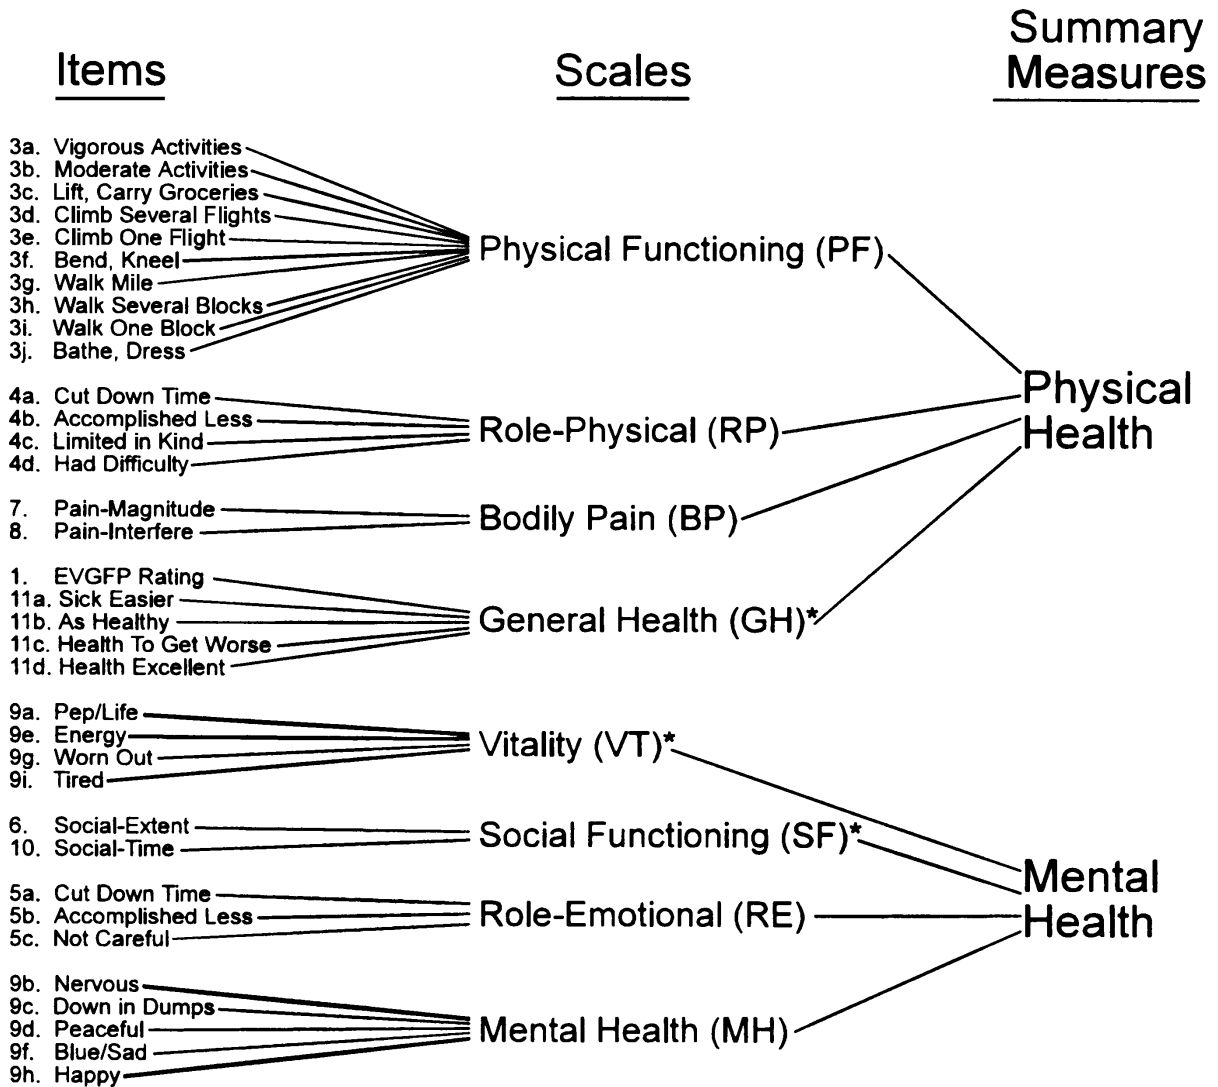 Items
Scales
Summary
Measures
3a. Vigorous Activities
3b. Moderate Activities
3c. Lift, Carry Groceries
3d. Climb Several Flights
3e. Climb One Flight
3f. Bend, Kneel
3g. Walk Mile
3h. Walk Several Blocks
3i. Walk One Block
3j. Bathe, Dress
Physical Functioning (PF)
4a. Cut Down Time
4b. Accomplished Less
4c. Limited in Kind
4d. Had Difficulty
Role-Physical (RP)
7. Pain-Magnitude
8. Pain-Interfere
Bodily Pain (BP)
1. EVGFP Rating
11a. Sick Easier
11b. As Healthy
11c. Health To Get Worse
11d. Health Excellent
General Health (GH)*
Physical
Health
9a. Pep/Life
9e. Energy
9g. Worn Out
9i. Tired
Vitality (VT)*
6. Social-Extent
10. Social-Time
Social Functioning (SF)*
5a. Cut Down Time
5b. Accomplished Less
5c. Not Careful
Role-Emotional (RE)
9b. Nervous
9c. Down in Dumps
9d. Peaceful
9f. Blue/Sad
9h. Happy
Mental Health (MH)
Mental
Health